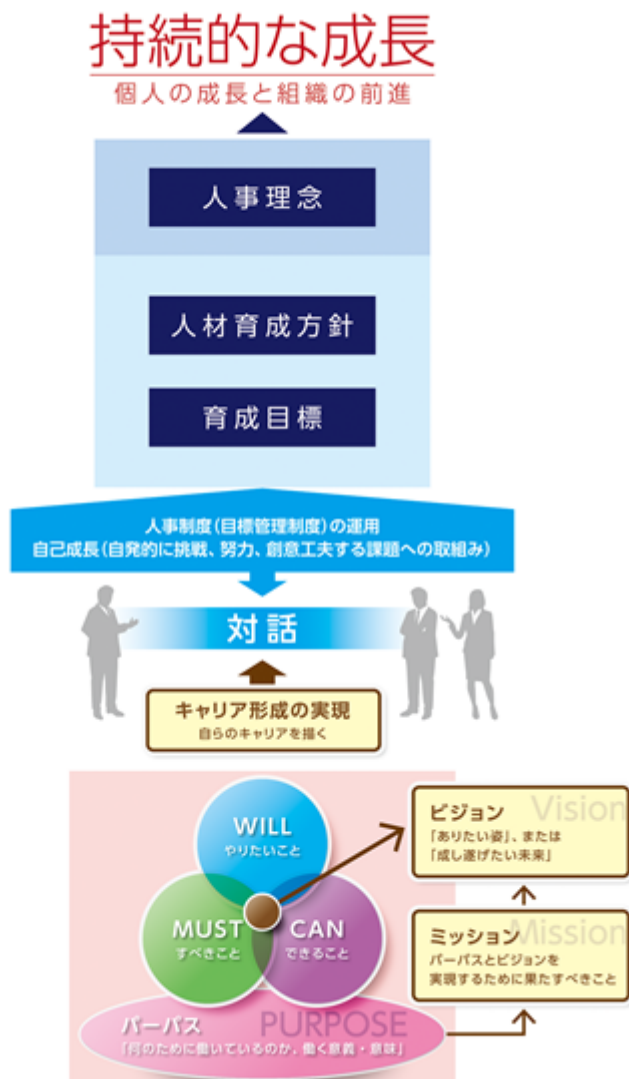 持続的な成長
個人の成長と組織の前進
人事理念
人材育成方針
育成目標
人事制度(目標管理制度)の運用
自己成長(自発的に挑戦、努力、創意工夫する課題への取組み)
対話
キャリア形成の実現
自らのキャリアを描く
WILL
やりたいこと
MUST
すべきこと
CAN
できること
パーパス PURPOSE
「何のために働いているのか、働く意義・意味」
ビジョン Vision
「ありたい姿」、または
「成し遂げたい未来」
ミッション Mission
パーパスとビジョンを
実現するために果たすべきこと